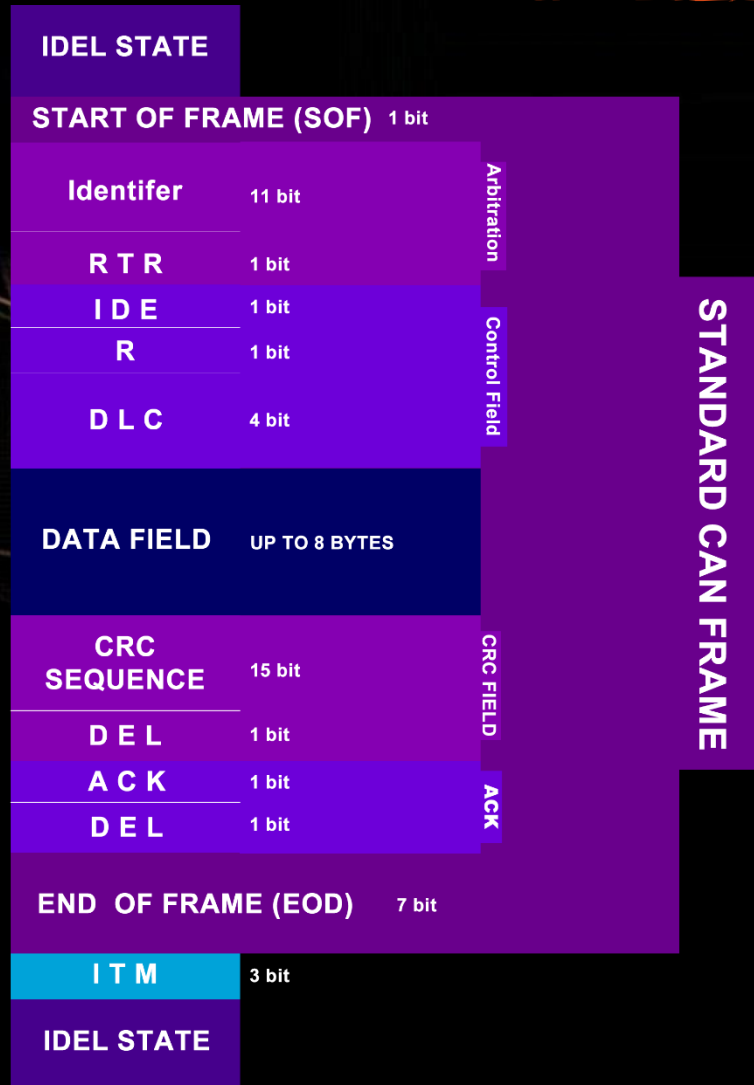 IDEL STATE
START OF FRAME (SOF) 1 bit
Identifer 11 bit
Arbitration
R T R 1 bit
I D E 1 bit
R 1 bit
Control Field
D L C 4 bit
STANDARD CAN FRAME
DATA FIELD UP TO 8 BYTES
CRC
SEQUENCE 15 bit
CRC FIELD
D E L 1 bit
A C K 1 bit
ACK
D E L 1 bit
END OF FRAME (EOD) 7 bit
I T M 3 bit
IDEL STATE